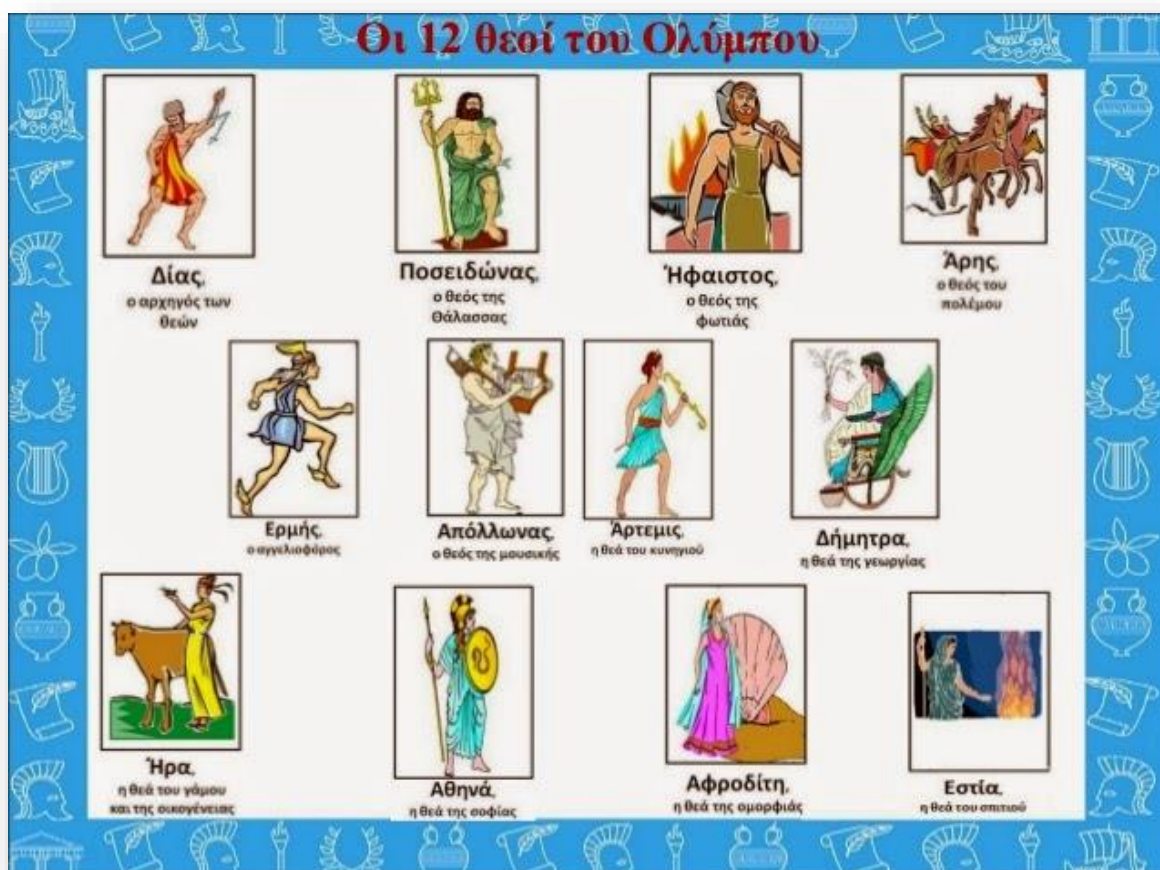 Οι 12 θεοί του Ολύμπου
Δίας,
ο αρχηγός των
θεών
Ποσειδώνας,
ο θεός της
Θάλασσας
Ήφαιστος,
ο θεός της
φωτιάς
Άρης,
ο θεός του
πολέμου
Ερμής,
ο αγγελιοφόρος
Απόλλωνας,
ο θεός της μουσικής
Άρτεμις,
η θεά του κυνηγιού
Δήμητρα,
η θεά της γεωργίας
Ήρα,
η θεά του γάμου
και της οικογένειας
Αθηνά,
η θεά της σοφίας
Αφροδίτη,
η θεά της ομορφιάς
Εστία,
η θεά του σπιτιού